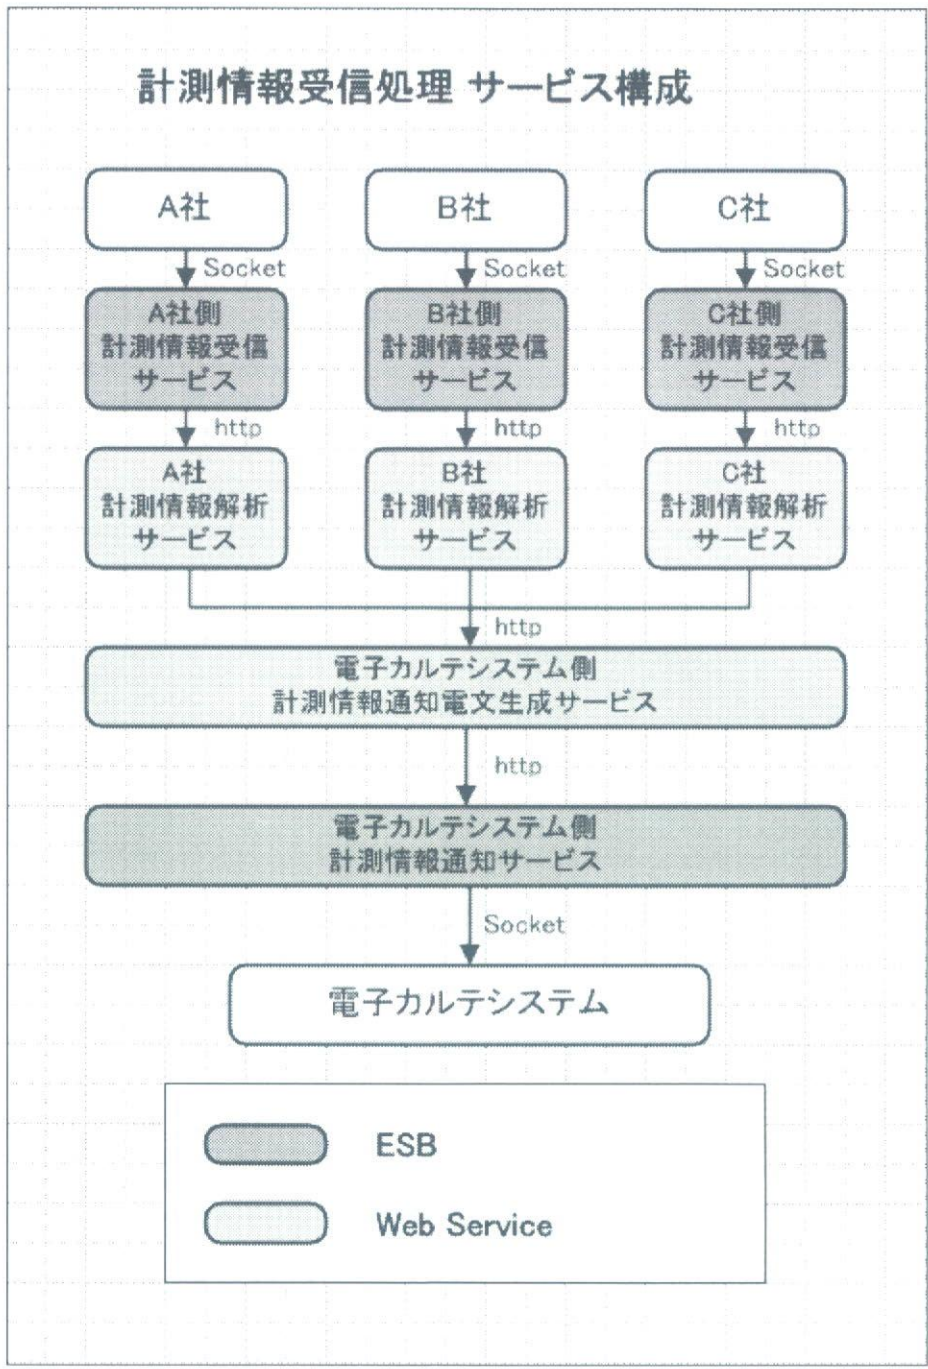 計測情報受信処理 サービス構成
A社
B社
C社
Socket
Socket
Socket
A社側
計測情報受信
サービス
B社側
計測情報受信
サービス
C社側
計測情報受信
サービス
http
http
http
A社
計測情報解析
サービス
B社
計測情報解析
サービス
C社
計測情報解析
サービス
http
電子カルテシステム側
計測情報通知電文生成サービス
http
電子カルテシステム側
計測情報通知サービス
Socket
電子カルテシステム
ESB
Web Service